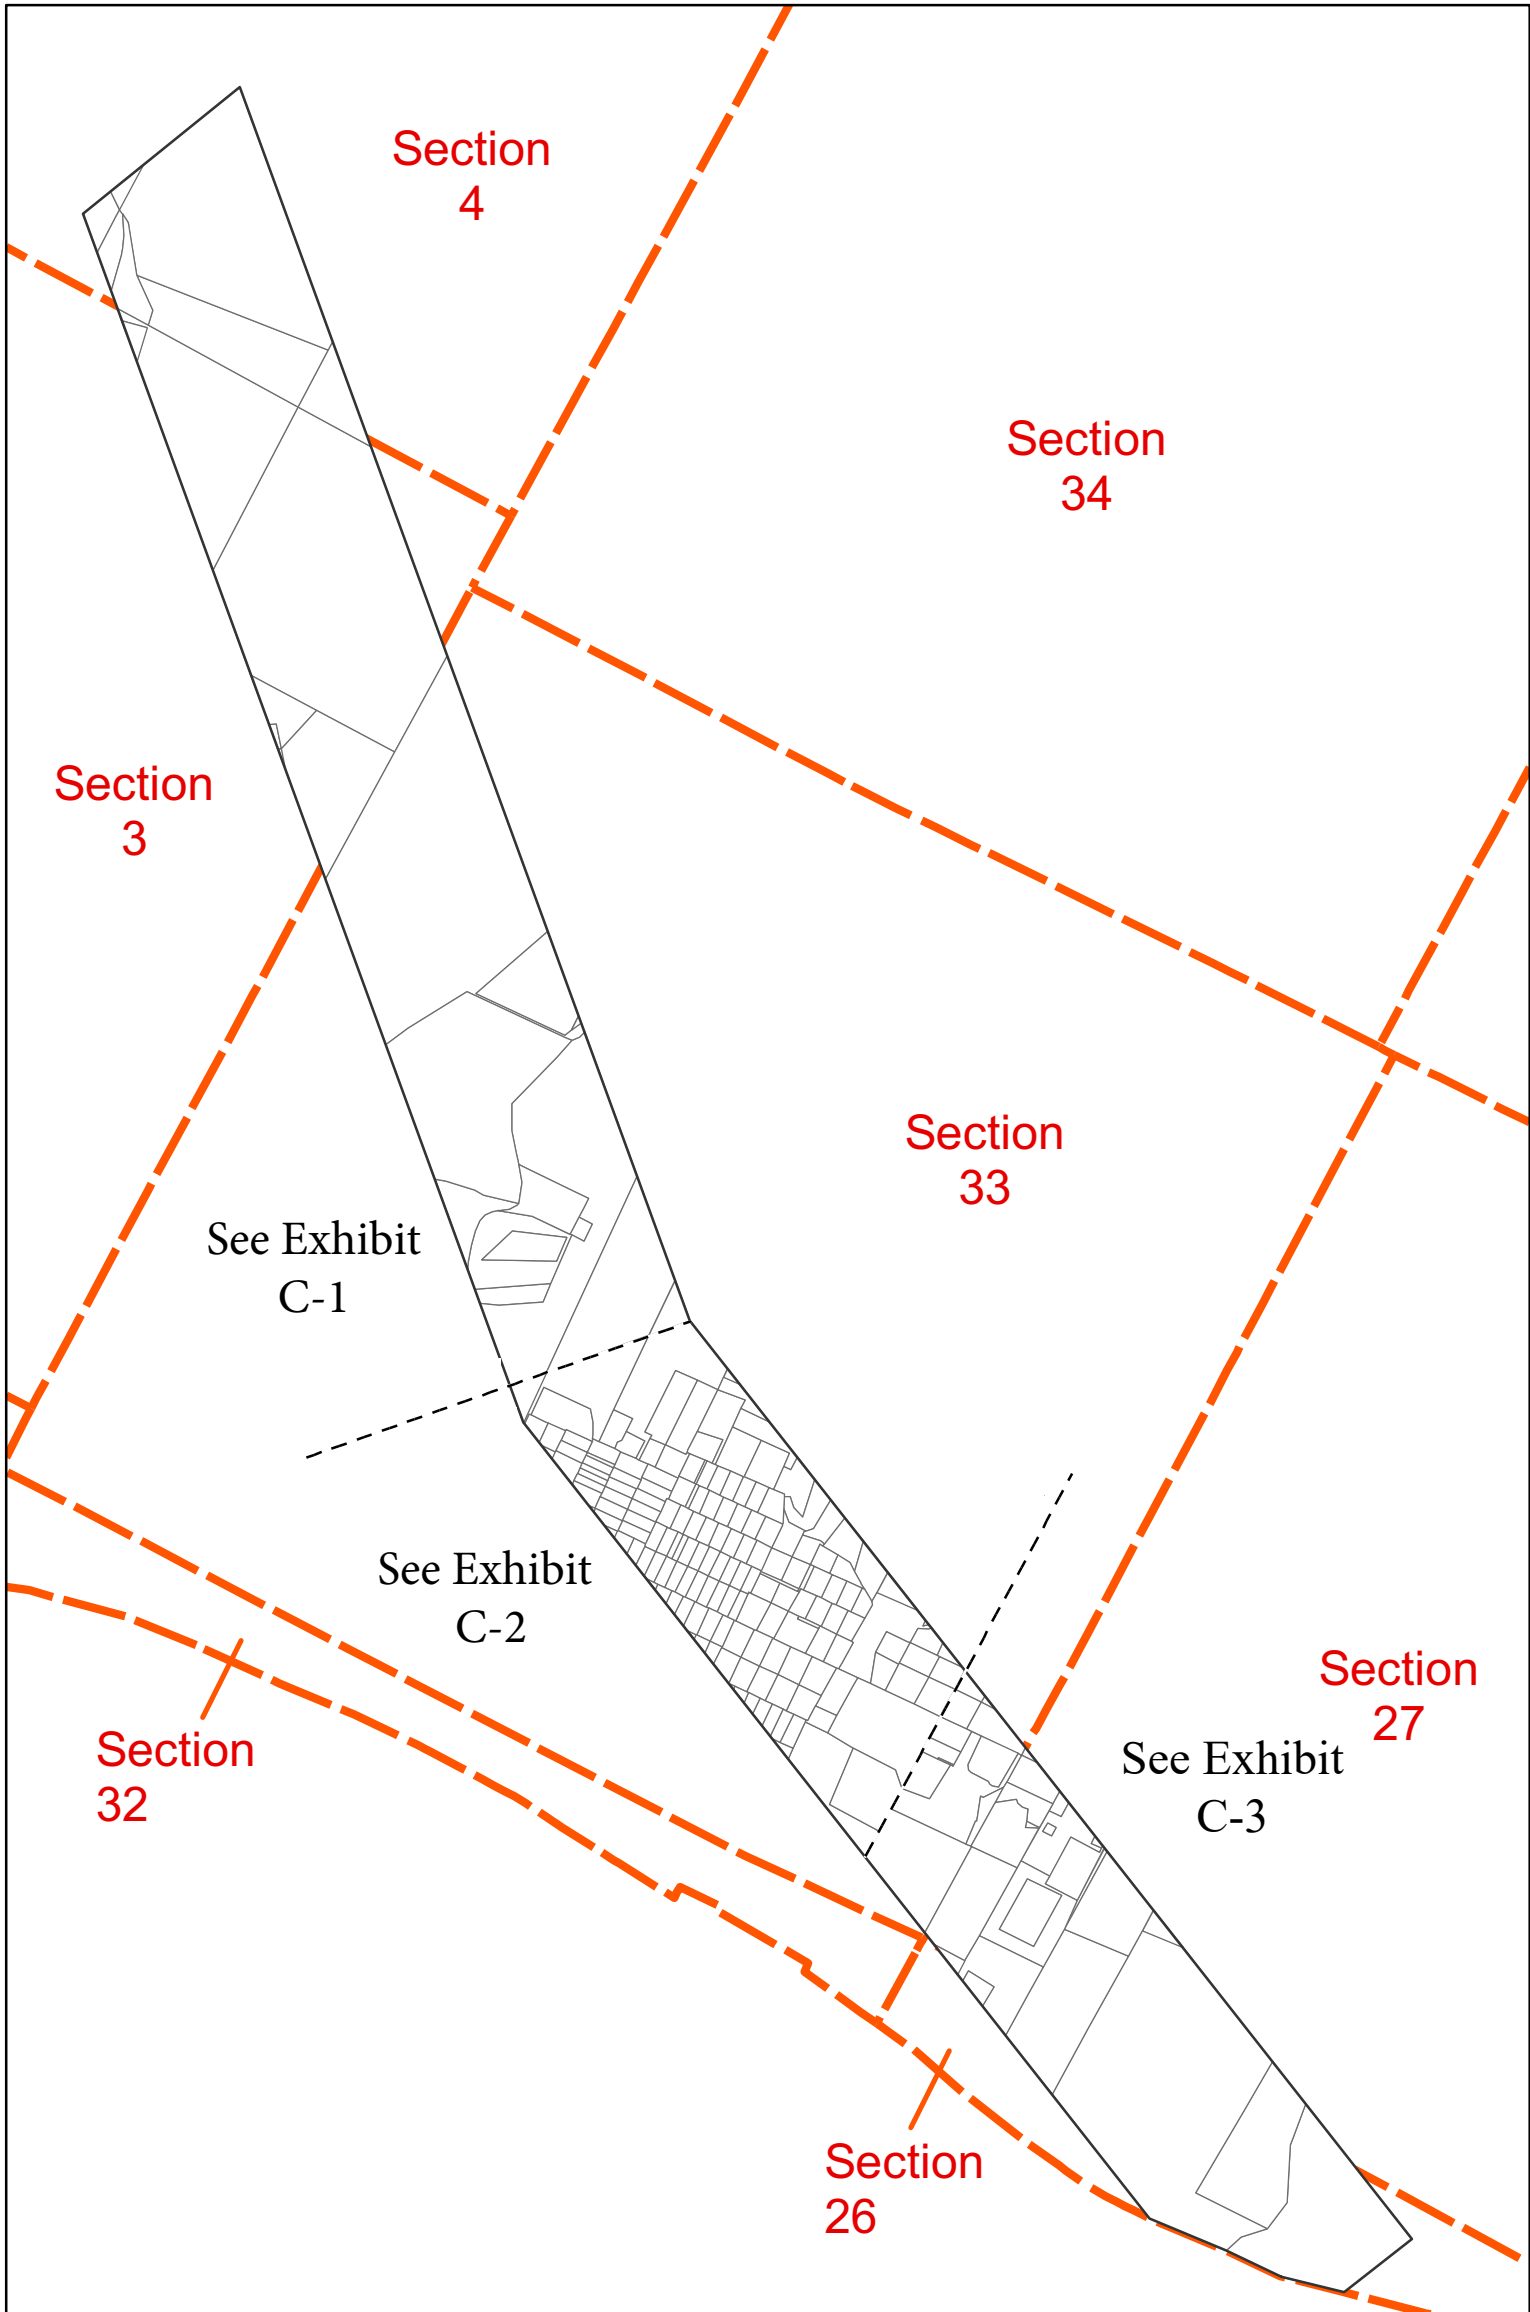 Section
4
Section
34
Section
3
Section
33
See Exhibit
C-1
See Exhibit
C-2
Section
27
Section
32
See Exhibit
C-3
Section
26